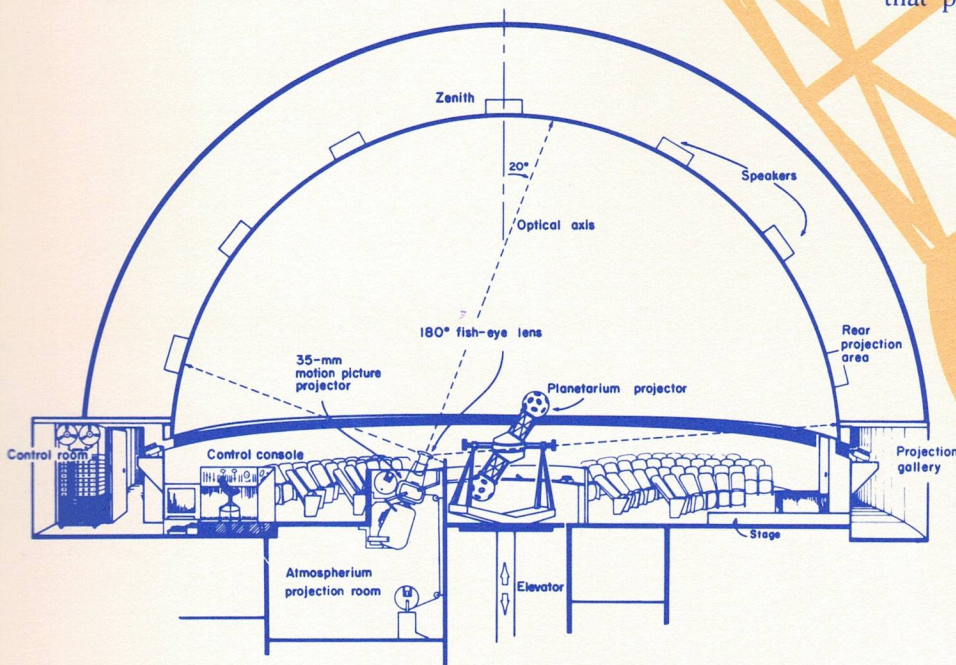 that p
Zenith
20°
Speakers
Optical axis
180° fish-eye lens
Rear
projection
area
35-mm
motion picture
projector
Planetarium projector
Control room
Control console
Projection
gallery
Stage
Atmospherium
projection room
Elevator